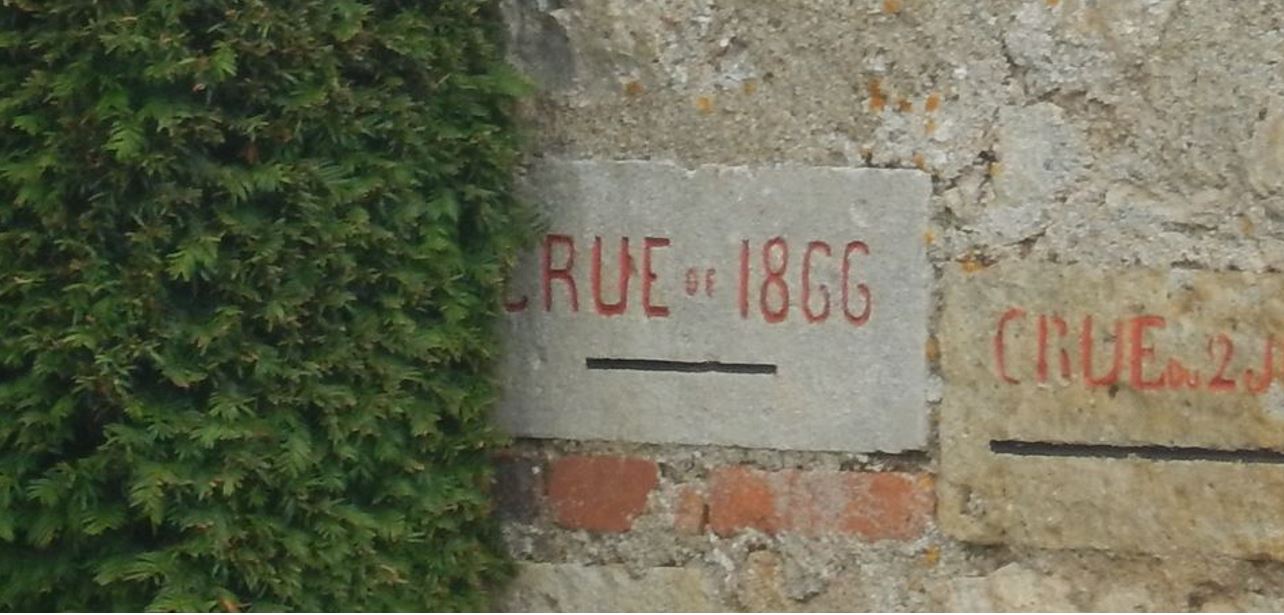 CRUE DE 1866
CRUE DU 2 J